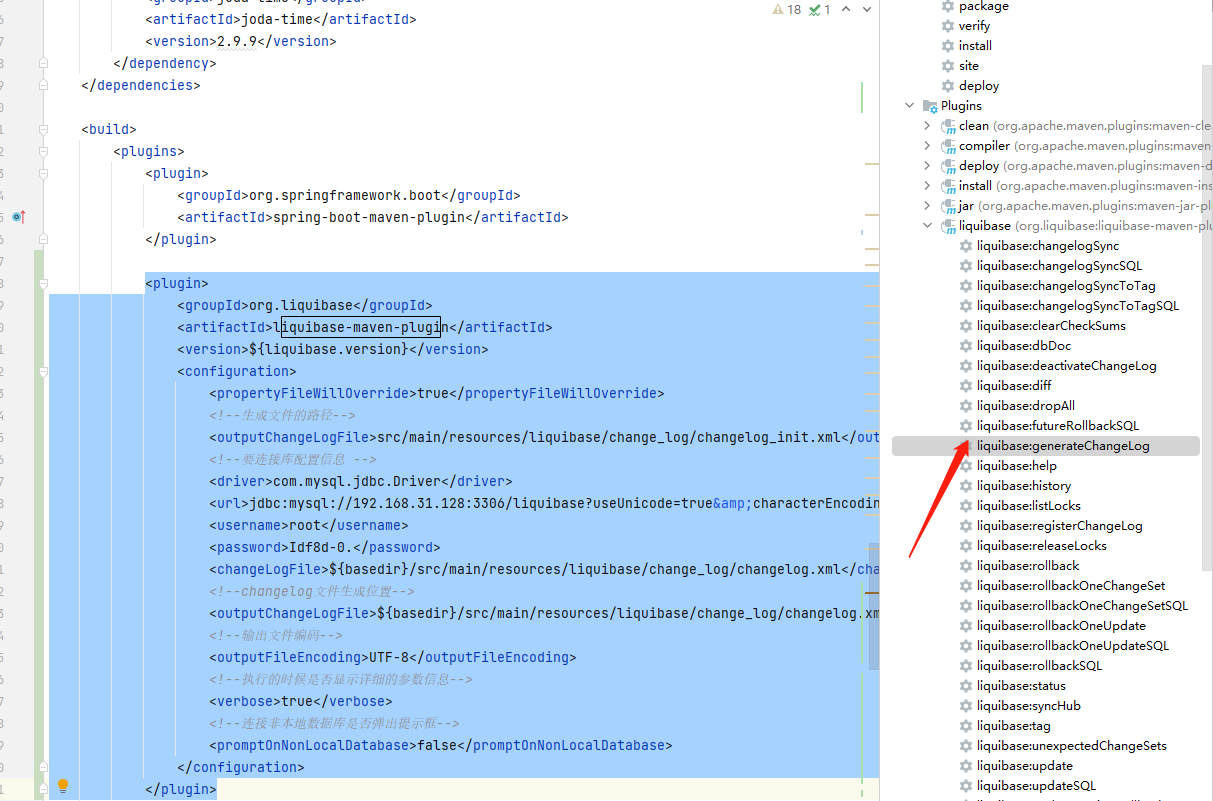 <artifactId>joda-time</artifactId>
<version>2.9.9</version>
</dependency>
</dependencies>
<build>
<plugins>
<plugin>
<groupId>org.springframework.boot</groupId>
<artifactId>spring-boot-maven-plugin</artifactId>
</plugin>
<plugin>
<groupId>org.liquibase</groupId>
<artifactId>liquibase-maven-plugin</artifactId>
<version>${liquibase.version}</version>
<configuration>
<propertyFileWillOverride>true</propertyFileWillOverride>
<!--生成文件的路径-->
<outputChangeLogFile>src/main/resources/liquibase/change_log/changelog_init.xml</out
<!--要连接库配置信息 -->
<driver>com.mysql.jdbc.Driver</driver>
<url>jdbc:mysql://192.168.31.128:3306/liquibase?useUnicode=true&amp;characterEncodin
<username>root</username>
<password>Idf8d-0.</password>
<changeLogFile>${basedir}/src/main/resources/liquibase/change_log/changelog.xml</cha
<!--changelog文件生成位置-->
<outputChangeLogFile>${basedir}/src/main/resources/liquibase/change_log/changelog.xm
<!--输出文件编码-->
<outputFileEncoding>UTF-8</outputFileEncoding>
<!--执行的时候是否显示详细的参数信息-->
<verbose>true</verbose>
<!--连接非本地数据库是否弹出提示框-->
<promptOnNonLocalDatabase>false</promptOnNonLocalDatabase>
</configuration>
</plugin>
18 1
package
verify
install
site
deploy
Plugins
clean (org.apache.maven.plugins:maven-cle
compiler (org.apache.maven.plugins:maven
deploy (org.apache.maven.plugins:maven-d
install (org.apache.maven.plugins:maven-ins
jar (org.apache.maven.plugins:maven-jar-pl
liquibase (org.liquibase:liquibase-maven-plu
liquibase:changelogSync
liquibase:changelogSyncSQL
liquibase:changelogSyncToTag
liquibase:changelogSyncToTagSQL
liquibase:clearCheckSums
liquibase:dbDoc
liquibase:deactivateChangeLog
liquibase:diff
liquibase:dropAll
liquibase:futureRollbackSQL
liquibase:generateChangeLog
liquibase:help
liquibase:history
liquibase:listLocks
liquibase:registerChangeLog
liquibase:releaseLocks
liquibase:rollback
liquibase:rollbackOneChangeSet
liquibase:rollbackOneChangeSetSQL
liquibase:rollbackOneUpdate
liquibase:rollbackOneUpdateSQL
liquibase:rollbackSQL
liquibase:status
liquibase:syncHub
liquibase:tag
liquibase:unexpectedChangeSets
liquibase:update
liquibase:updateSQL